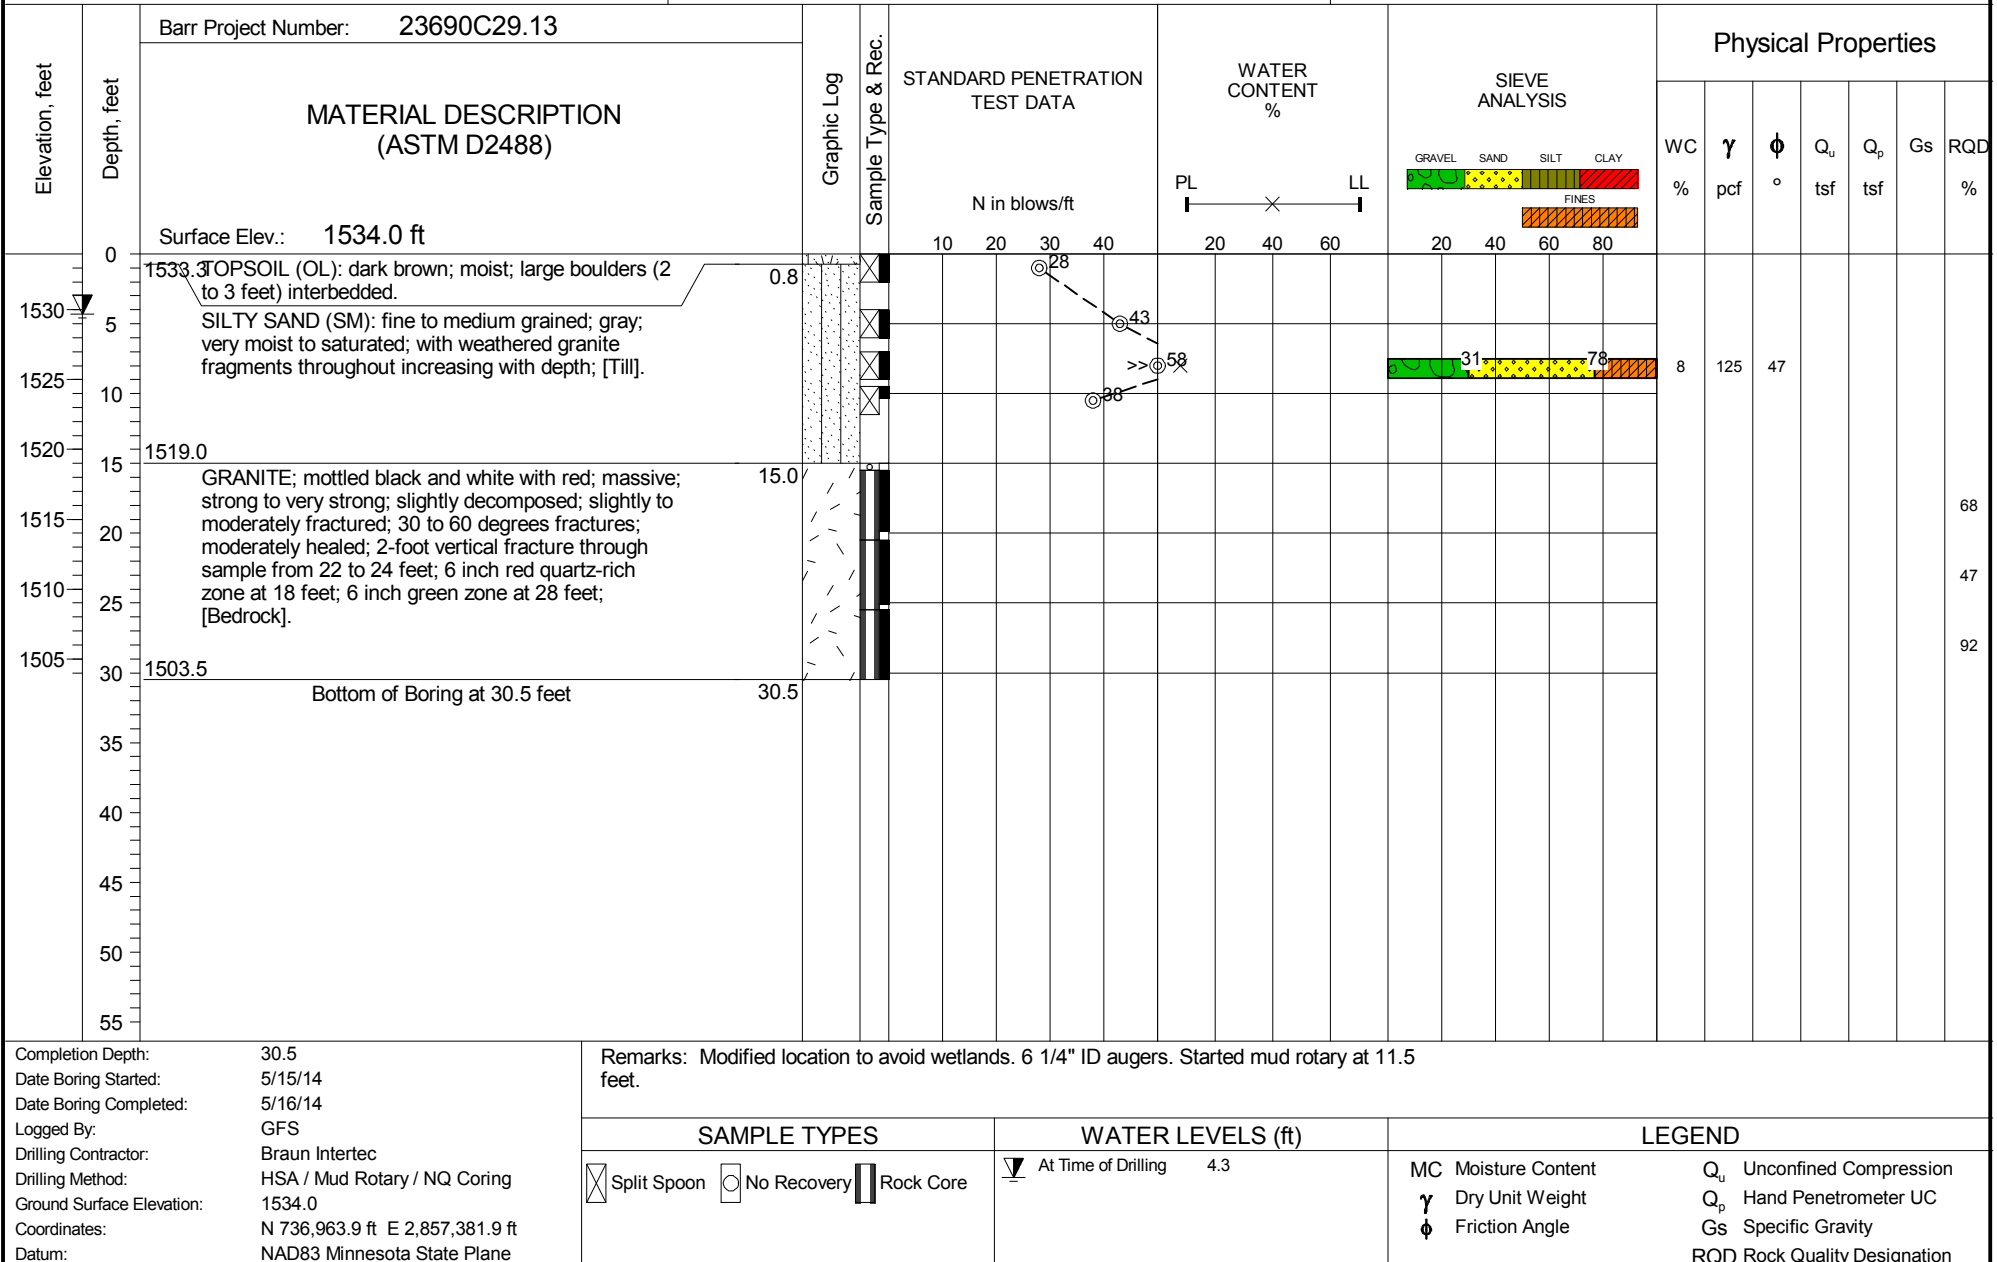 Barr Project Number: 23690C29.13
Elevation, feet
Depth, feet
MATERIAL DESCRIPTION
(ASTM D2488)
Surface Elev.: 1534.0 ft
Graphic Log
Sample Type & Rec.
STANDARD PENETRATION
TEST DATA
N in blows/ft
10 20 30 40
WATER
CONTENT
%
PL LL
20 40 60
SIEVE
ANALYSIS
GRAVEL SAND SILT CLAY
FINES
20 40 60 80
Physical Properties
WC γ ϕ Qu Qp Gs RQD
% pcf ° tsf tsf %
0
1533.3 TOPSOIL (OL): dark brown; moist; large boulders (2 0.8
to 3 feet) interbedded.
28
1530
SILTY SAND (SM): fine to medium grained; gray;
5
very moist to saturated; with weathered granite
fragments throughout increasing with depth; [Till].
43
>> 58
31 78
8 125 47
1525
10
38
1520
1519.0
15
GRANITE; mottled black and white with red; massive; 15.0
strong to very strong; slightly decomposed; slightly to
moderately fractured; 30 to 60 degrees fractures;
moderately healed; 2-foot vertical fracture through
sample from 22 to 24 feet; 6 inch red quartz-rich
zone at 18 feet; 6 inch green zone at 28 feet;
[Bedrock].
68
1515
20
47
1510
25
92
1505
30
1503.5
Bottom of Boring at 30.5 feet 30.5
35
40
45
50
55
Completion Depth: 30.5
Date Boring Started: 5/15/14
Date Boring Completed: 5/16/14
Logged By: GFS
Drilling Contractor: Braun Intertec
Drilling Method: HSA / Mud Rotary / NQ Coring
Ground Surface Elevation: 1534.0
Coordinates: N 736,963.9 ft E 2,857,381.9 ft
Datum: NAD83 Minnesota State Plane
Remarks: Modified location to avoid wetlands. 6 1/4" ID augers. Started mud rotary at 11.5
feet.
SAMPLE TYPES
Split Spoon No Recovery Rock Core
WATER LEVELS (ft)
At Time of Drilling 4.3
LEGEND
MC Moisture Content
γ Dry Unit Weight
ϕ Friction Angle
Qu Unconfined Compression
Qp Hand Penetrometer UC
Gs Specific Gravity
RQD Rock Quality Designation